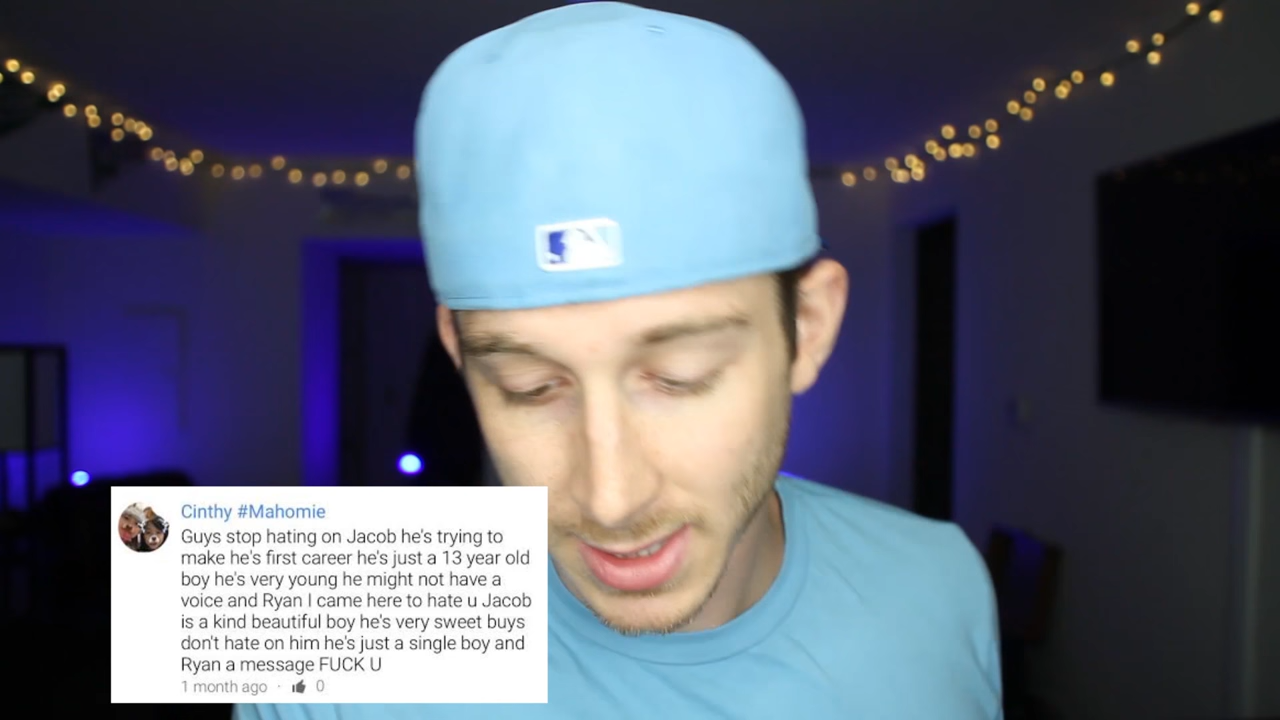 Cinthy #Mahomie
Guys stop hating on Jacob he's trying to
make he's first career he's just a 13 year old
boy he's very young he might not have a
voice and Ryan I came here to hate u Jacob
is a kind beautiful boy he's very sweet buys
don't hate on him he's just a single boy and
Ryan a message FUCK U
1 month ago · 0